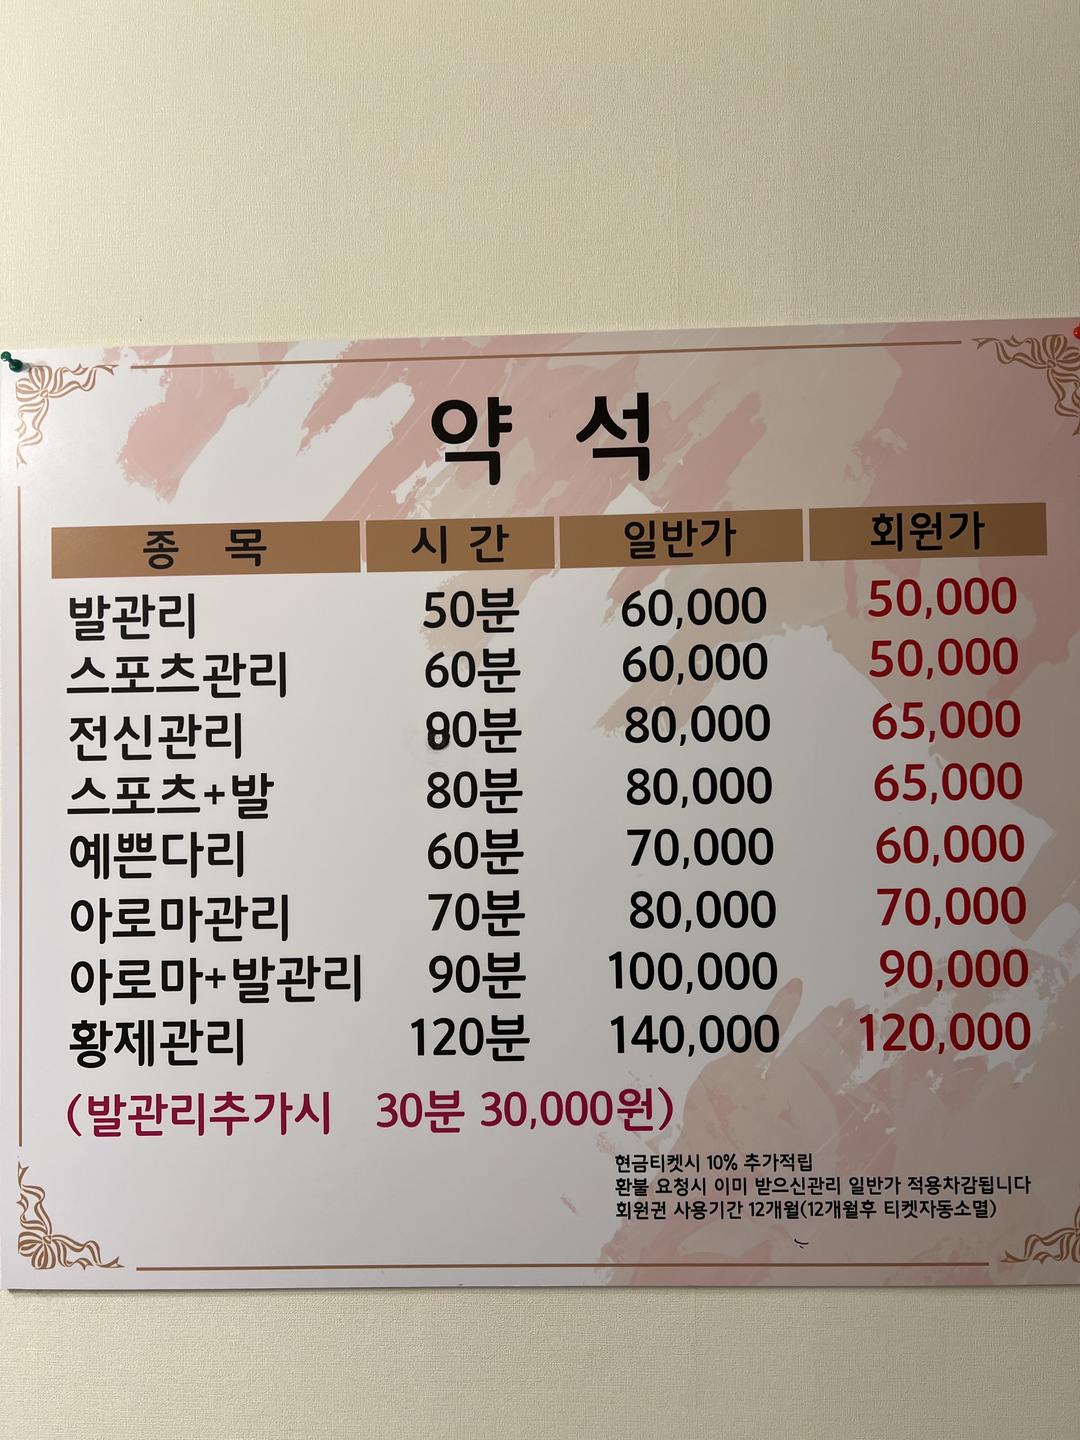 약 석
종 목 시 간 일반가 회원가
발관리 50분 60,000 50,000
스포츠관리 60분 60,000 50,000
전신관리 80분 80,000 65,000
스포츠+발 80분 80,000 65,000
예쁜다리 60분 70,000 60,000
아로마관리 70분 80,000 70,000
아로마+발관리 90분 100,000 90,000
황제관리 120분 140,000 120,000
(발관리추가시 30분 30,000원)
현금티켓시 10% 추가적립
환불 요청시 이미 받으신관리 일반가 적용차감됩니다
회원권 사용기간 12개월(12개월후 티켓자동소멸)